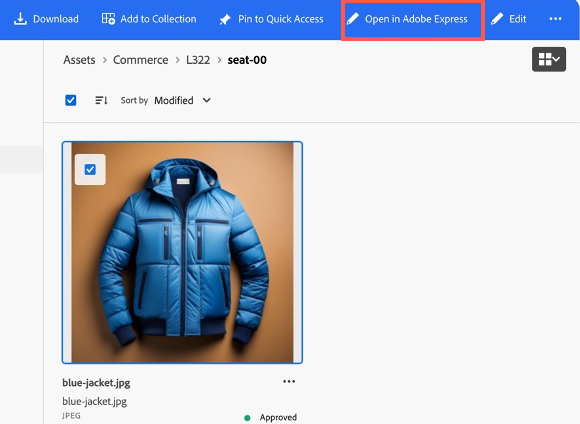 Download Add to Collection Pin to Quick Access Open in Adobe Express Edit
Assets > Commerce > L322 > seat-00
Sort by Modified
blue-jacket.jpg
blue-jacket.jpg
JPEG
Approved